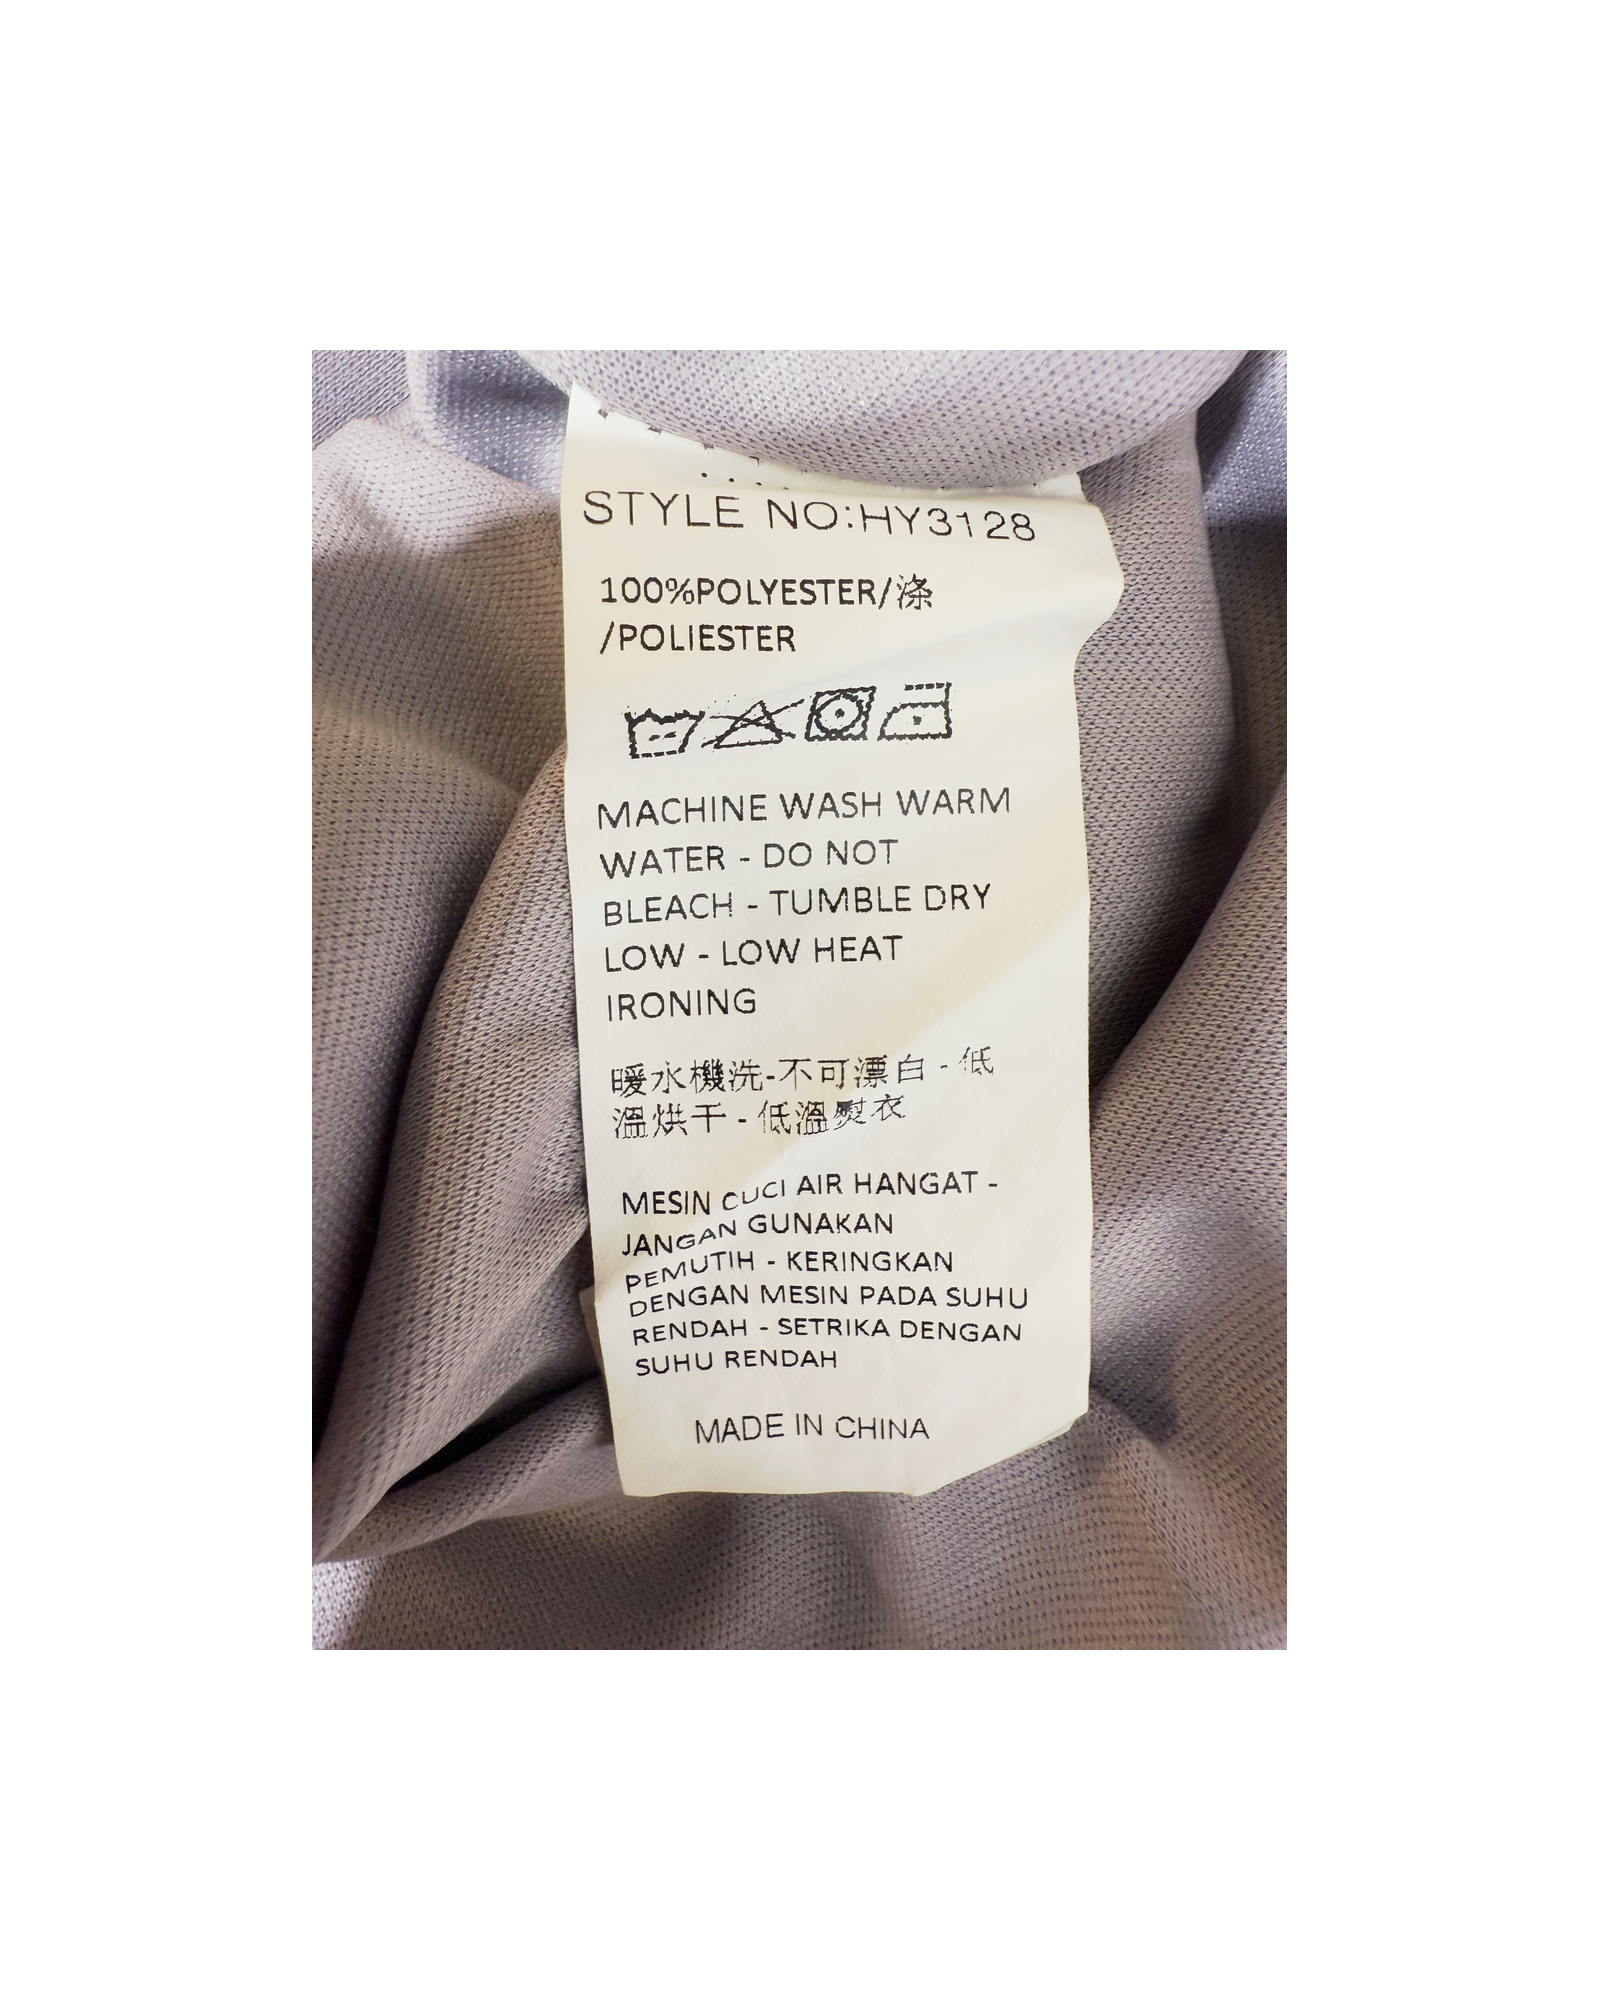 STYLE NO:HY3128
100%POLYESTER/滌
/POLIESTER
MACHINE WASH WARM
WATER - DO NOT
BLEACH - TUMBLE DRY
LOW - LOW HEAT
IRONING
暖水機洗-不可漂白 - 低
溫烘干 - 低溫熨衣
MESIN CUCI AIR HANGAT -
JANGAN GUNAKAN
PEMUTIH - KERINGKAN
DENGAN MESIN PADA SUHU
RENDAH - SETRIKA DENGAN
SUHU RENDAH
MADE IN CHINA